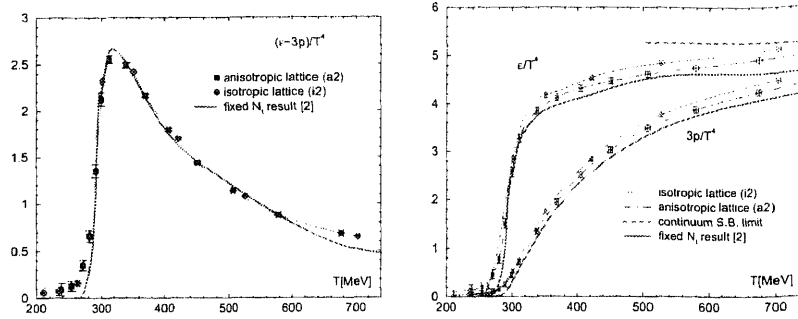 3
2.5
2
1.5
1
0.5
0
200
300
400
500
600
700
T[MeV]
(ε−3p)/T⁴
anisotropic lattice (a2)
isotropic lattice (i2)
fixed Nₜ result [2]
6
5
4
3
2
1
0
200
300
400
500
600
700
T[MeV]
ε/T⁴
3p/T⁴
isotropic lattice (i2)
anisotropic lattice (a2)
continuum S.B. limit
fixed Nₜ result [2]